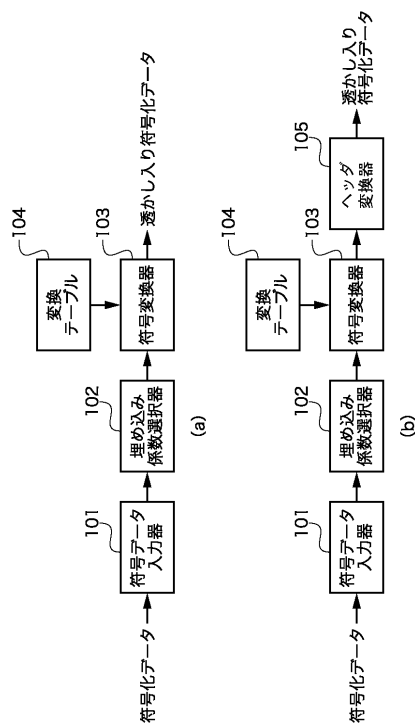 符号化データ
101
符号データ
入力器
102
埋め込み
係数選択器
104
変換
テーブル
103
符号変換器
透かし入り符号化データ
(a)
符号化データ
101
符号データ
入力器
102
埋め込み
係数選択器
104
変換
テーブル
103
符号変換器
105
ヘッダ
変換器
透かし入り
符号化データ
(b)